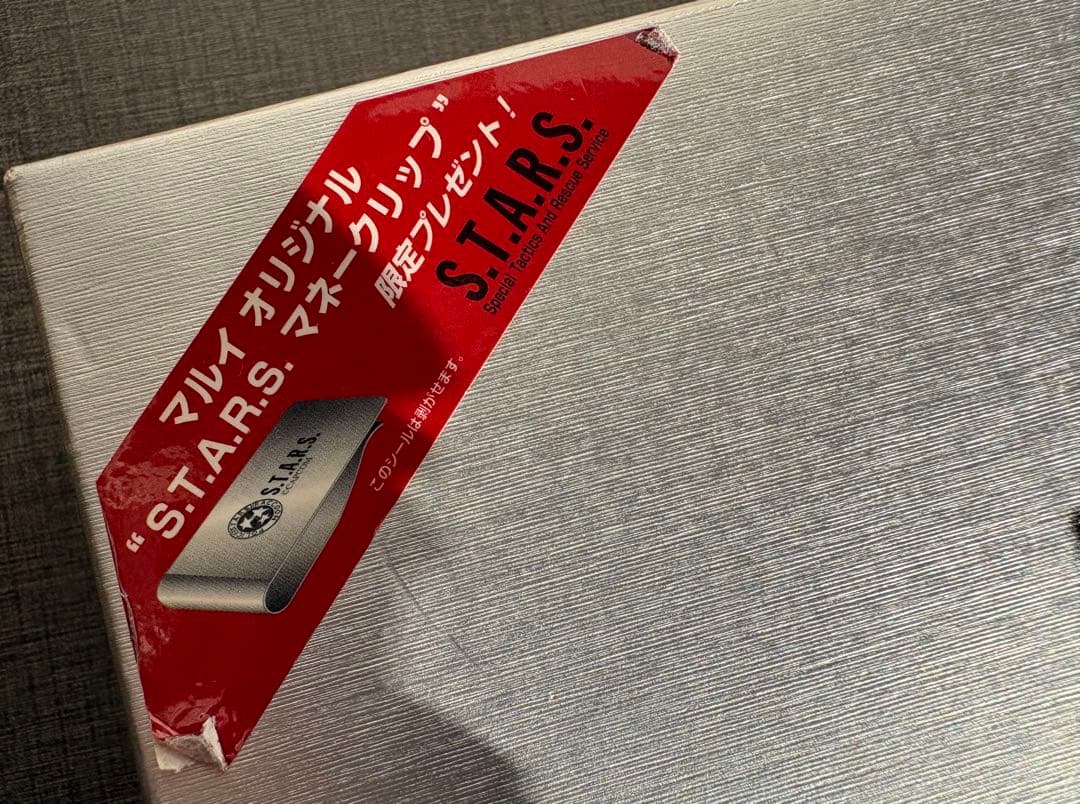 マルイ オリジナル
“S.T.A.R.S. マネークリップ”
限定プレゼント！
S.T.A.R.S.
Special Tactics And Rescue Service
このシールは剥がせます。
S.T.A.R.S.
©CAPCOM